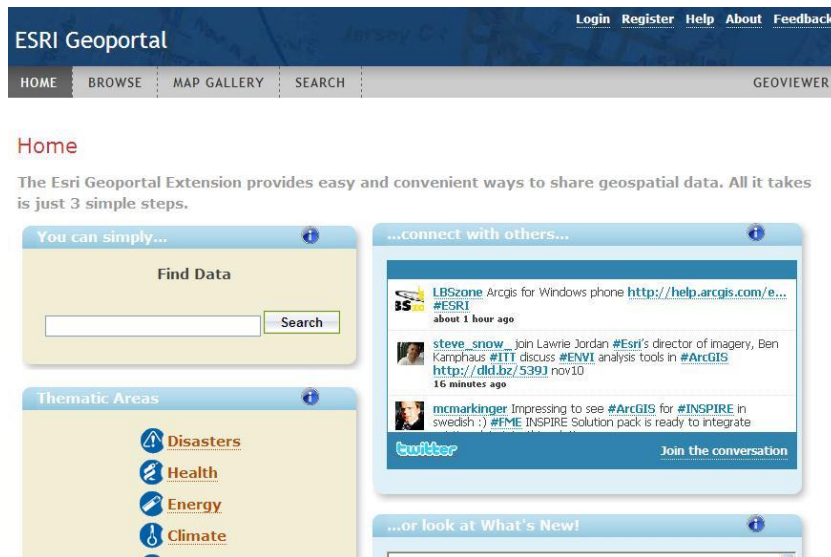 Login Register Help About Feedback
ESRI Geoportal
HOME BROWSE MAP GALLERY SEARCH GEOVIEWER
Home
The Esri Geoportal Extension provides easy and convenient ways to share geospatial data. All it takes
is just 3 simple steps.
You can simply...
Find Data
Search
Thematic Areas
Disasters
Health
Energy
Climate
...connect with others...
LBSzone Arcgis for Windows phone http://help.arcgis.com/e...
#ESRI
about 1 hour ago
steve_snow_ join Lawrie Jordan #Esri's director of imagery, Ben
Kamphaus #ITT discuss #ENVI analysis tools in #ArcGIS
http://dld.bz/539J nov10
16 minutes ago
mcmarkinger Impressing to see #ArcGIS for #INSPIRE in
swedish :) #FME INSPIRE Solution pack is ready to integrate
twitter Join the conversation
...or look at What's New!